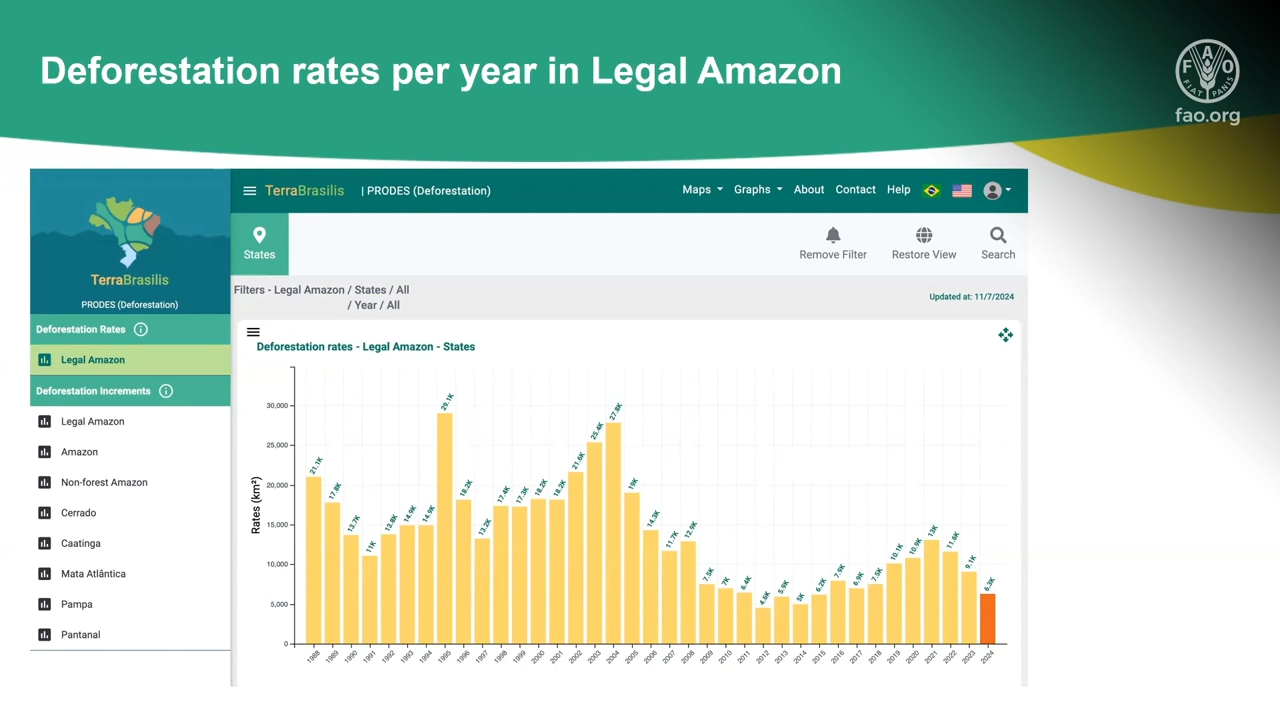 Deforestation rates per year in Legal Amazon
F A O
FIAT PANIS
fao.org
TerraBrasilis
PRODES (Deforestation)
Deforestation Rates
Legal Amazon
Deforestation Increments
Legal Amazon
Amazon
Non-forest Amazon
Cerrado
Caatinga
Mata Atlântica
Pampa
Pantanal
TerraBrasilis | PRODES (Deforestation) Maps Graphs About Contact Help
States
Remove Filter Restore View Search
Filters - Legal Amazon / States / All
/ Year / All
Updated at: 11/7/2024
Deforestation rates - Legal Amazon - States
Rates (km²)
30,000
25,000
20,000
15,000
10,000
5,000
0
21.1K 17.8K 13.7K 11K 13.8K 14.9K 14.9K 29.1K 18.2K 13.2K 17.4K 17.3K 18.2K 18.2K 21.6K 25.4K 27.8K 19K 14.3K 11.7K 12.9K 7.5K 7K 6.4K 4.6K 5.9K 5K 6.2K 7.9K 6.9K 7.5K 10.1K 10.9K 13K 11.6K 9.1K 6.3K
1988 1989 1990 1991 1992 1993 1994 1995 1996 1997 1998 1999 2000 2001 2002 2003 2004 2005 2006 2007 2008 2009 2010 2011 2012 2013 2014 2015 2016 2017 2018 2019 2020 2021 2022 2023 2024